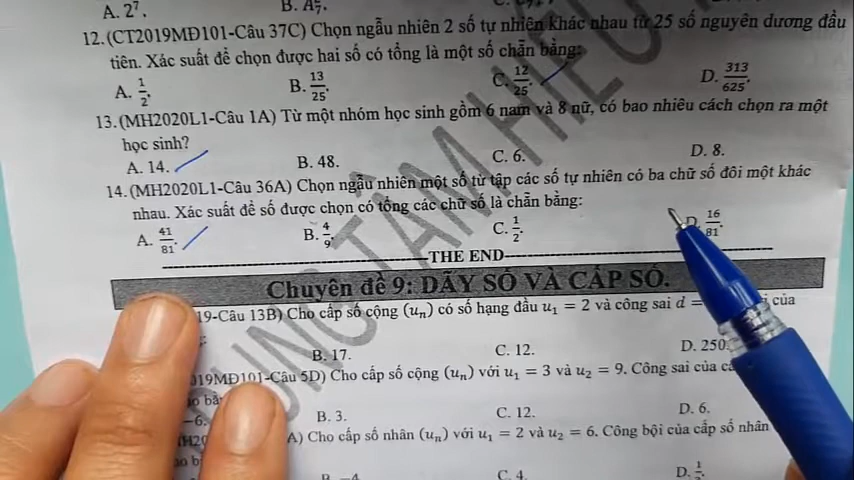 A. 2⁷.
12.(CT2019MĐ101-Câu 37C) Chọn ngẫu nhiên 2 số tự nhiên khác nhau từ 25 số nguyên dương đầu
tiên. Xác suất để chọn được hai số có tổng là một số chẵn bằng:
A. 1/2. B. 13/25. C. 12/25. D. 313/625.
13.(MH2020L1-Câu 1A) Từ một nhóm học sinh gồm 6 nam và 8 nữ, có bao nhiêu cách chọn ra một
học sinh?
A. 14. B. 48. C. 6. D. 8.
14.(MH2020L1-Câu 36A) Chọn ngẫu nhiên một số từ tập các số tự nhiên có ba chữ số đôi một khác
nhau. Xác suất để số được chọn có tổng các chữ số là chẵn bằng:
A. 41/81. B. 4/9. C. 1/2. D. 16/81.
THE END
Chuyên đề 9: DÃY SỐ VÀ CẤP SỐ.
19-Câu 13B) Cho cấp số cộng (uₙ) có số hạng đầu u₁ = 2 và công sai d = của
B. 17. C. 12. D. 250
019MĐ101-Câu 5D) Cho cấp số cộng (uₙ) với u₁ = 3 và u₂ = 9. Công sai của
−6. B. 3. C. 12. D. 6.
A) Cho cấp số nhân (uₙ) với u₁ = 2 và u₂ = 6. Công bội của cấp số nhân
B. −4 C. 4.